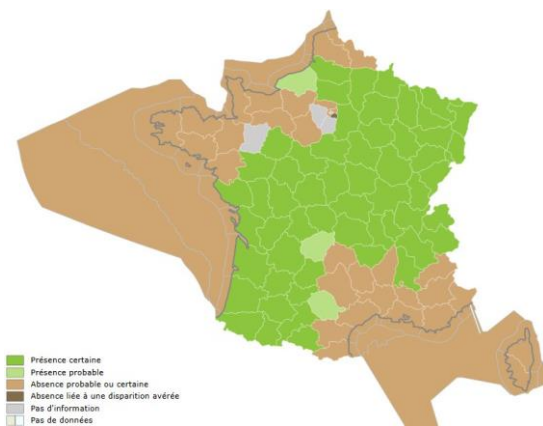 Présence certaine
Présence probable
Absence probable ou certaine
Absence liée à une disparition avérée
Pas d'information
Pas de données